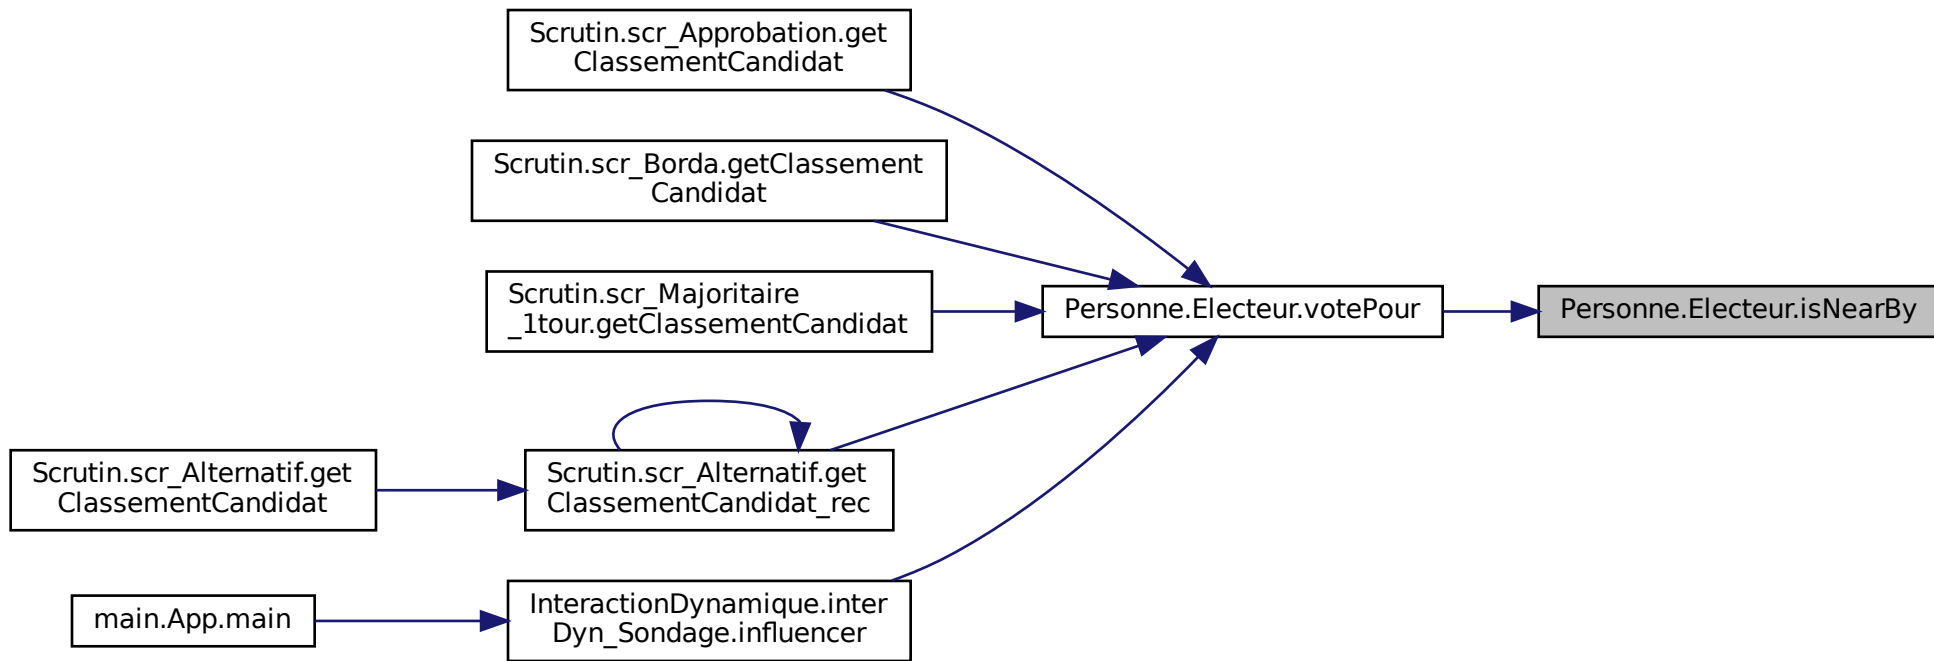 Scrutin.scr_Approbation.get
ClassementCandidat
Scrutin.scr_Borda.getClassement
Candidat
Scrutin.scr_Majoritaire
_1tour.getClassementCandidat
Personne.Electeur.votePour
Personne.Electeur.isNearBy
Scrutin.scr_Alternatif.get
ClassementCandidat
Scrutin.scr_Alternatif.get
ClassementCandidat_rec
main.App.main
InteractionDynamique.inter
Dyn_Sondage.influencer